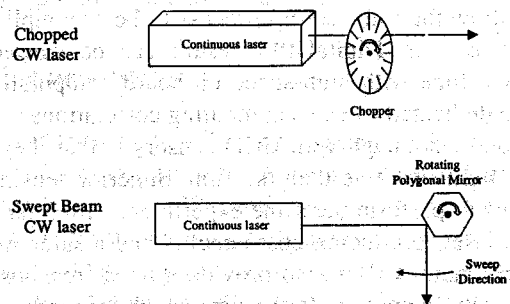 Chopped
CW laser
Continuous laser
Chopper
Rotating
Polygonal Mirror
Swept Beam
CW laser
Continuous laser
Sweep
Direction